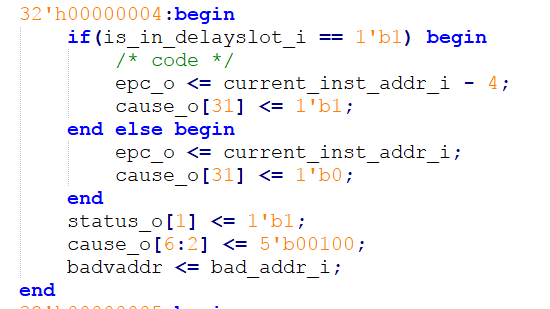 32'h00000004:begin
if(is_in_delayslot_i == 1'b1) begin
/* code */
epc_o <= current_inst_addr_i - 4;
cause_o[31] <= 1'b1;
end else begin
epc_o <= current_inst_addr_i;
cause_o[31] <= 1'b0;
end
status_o[1] <= 1'b1;
cause_o[6:2] <= 5'b00100;
badvaddr <= bad_addr_i;
end